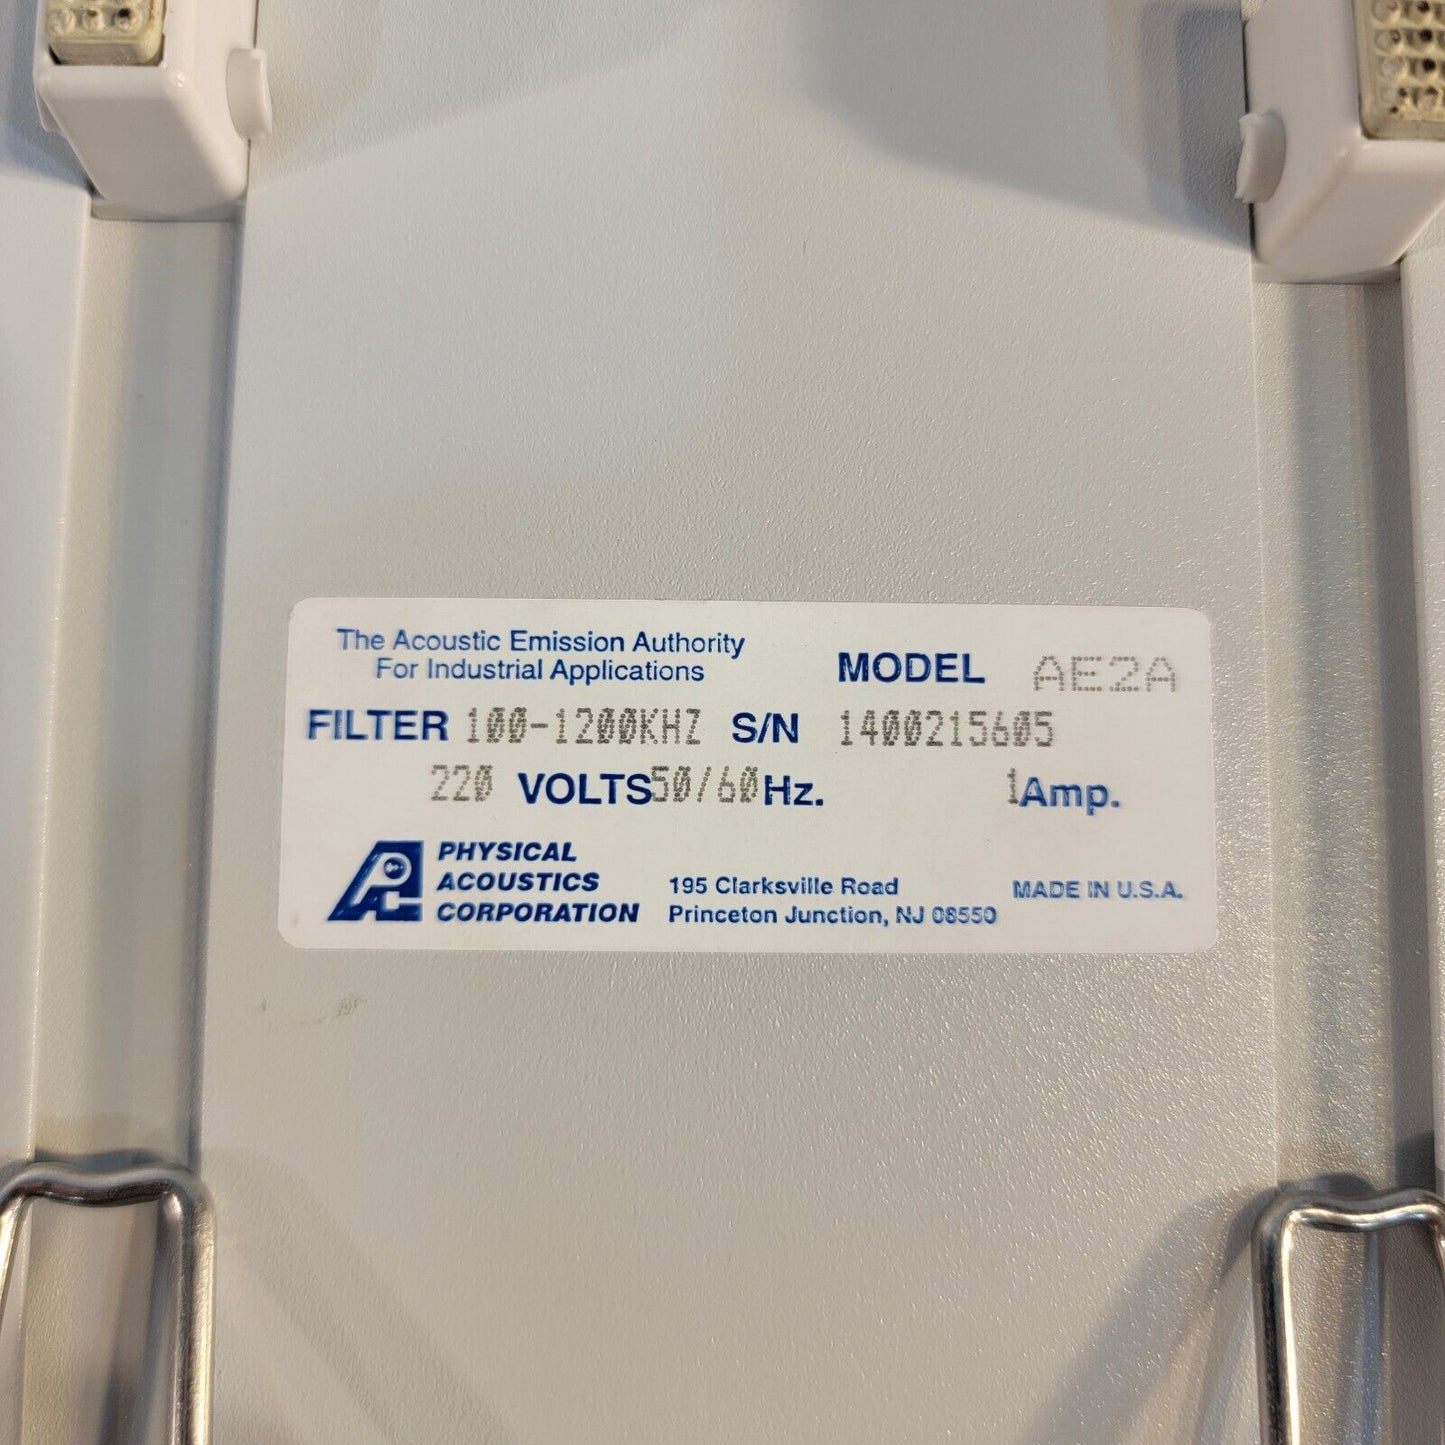 The Acoustic Emission Authority
For Industrial Applications
MODEL AE2A
FILTER 100-1200KHZ S/N 1400215605
220 VOLTS 50/60 Hz. 1 Amp.
PHYSICAL
ACOUSTICS
CORPORATION
195 Clarksville Road
Princeton Junction, NJ 08550
MADE IN U.S.A.